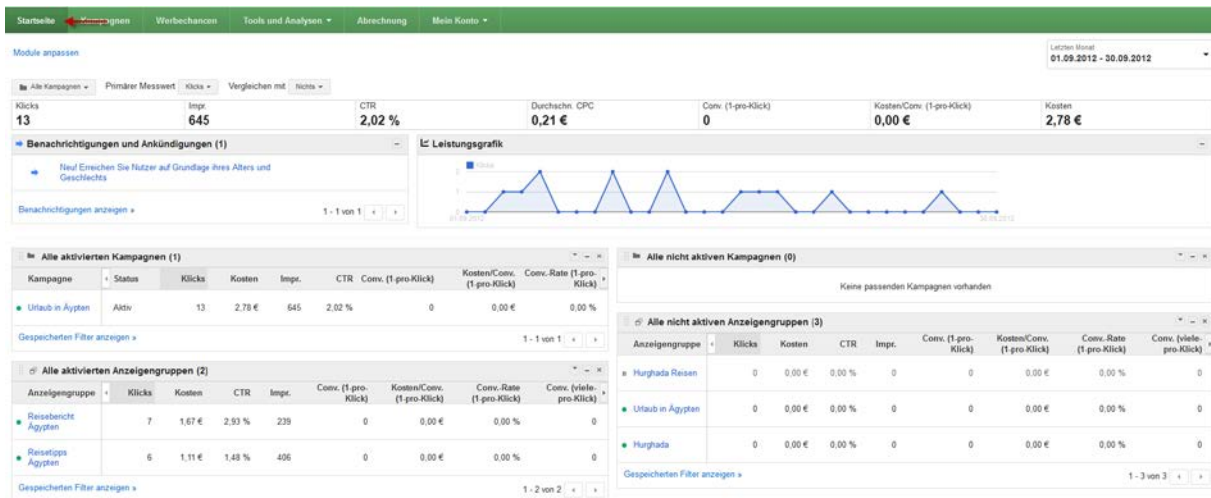 Startseite Kampagnen Werbechancen Tools und Analysen Abrechnung Mein Konto
Module anpassen
Letzten Monat
01.09.2012 - 30.09.2012
Alle Kampagnen Primärer Messwert Klicks Vergleichen mit Nichts
Klicks Impr. CTR Durchschn. CPC Conv. (1-pro-Klick) Kosten/Conv. (1-pro-Klick) Kosten
13 645 2,02 % 0,21 € 0 0,00 € 2,78 €
Benachrichtigungen und Ankündigungen (1)
Neu! Erreichen Sie Nutzer auf Grundlage ihres Alters und
Geschlechts
Benachrichtigungen anzeigen » 1 - 1 von 1
Leistungsgrafik
Klicks
2
1
0
01.09.2012 30.09.2012
Alle aktivierten Kampagnen (1)
Kampagne Status Klicks Kosten Impr. CTR Conv. (1-pro-Klick) Kosten/Conv. (1-pro-Klick) Conv.-Rate (1-pro-Klick)
Urlaub in Äypten Aktiv 13 2,78 € 645 2,02 % 0 0,00 € 0,00 %
Gespeicherten Filter anzeigen » 1 - 1 von 1
Alle aktivierten Anzeigengruppen (2)
Anzeigengruppe Klicks Kosten CTR Impr. Conv. (1-pro-Klick) Kosten/Conv. (1-pro-Klick) Conv.-Rate (1-pro-Klick) Conv. (viele-pro-Klick)
Reisebericht Ägypten 7 1,67 € 2,93 % 239 0 0,00 € 0,00 % 0
Reisetipps Ägypten 6 1,11 € 1,48 % 406 0 0,00 € 0,00 % 0
Gespeicherten Filter anzeigen » 1 - 2 von 2
Alle nicht aktiven Kampagnen (0)
Keine passenden Kampagnen vorhanden
Alle nicht aktiven Anzeigengruppen (3)
Anzeigengruppe Klicks Kosten CTR Impr. Conv. (1-pro-Klick) Kosten/Conv. (1-pro-Klick) Conv.-Rate (1-pro-Klick) Conv. (viele-pro-Klick)
Hurghada Reisen 0 0,00 € 0,00 % 0 0 0,00 € 0,00 % 0
Urlaub in Ägypten 0 0,00 € 0,00 % 0 0 0,00 € 0,00 % 0
Hurghada 0 0,00 € 0,00 % 0 0 0,00 € 0,00 % 0
Gespeicherten Filter anzeigen » 1 - 3 von 3